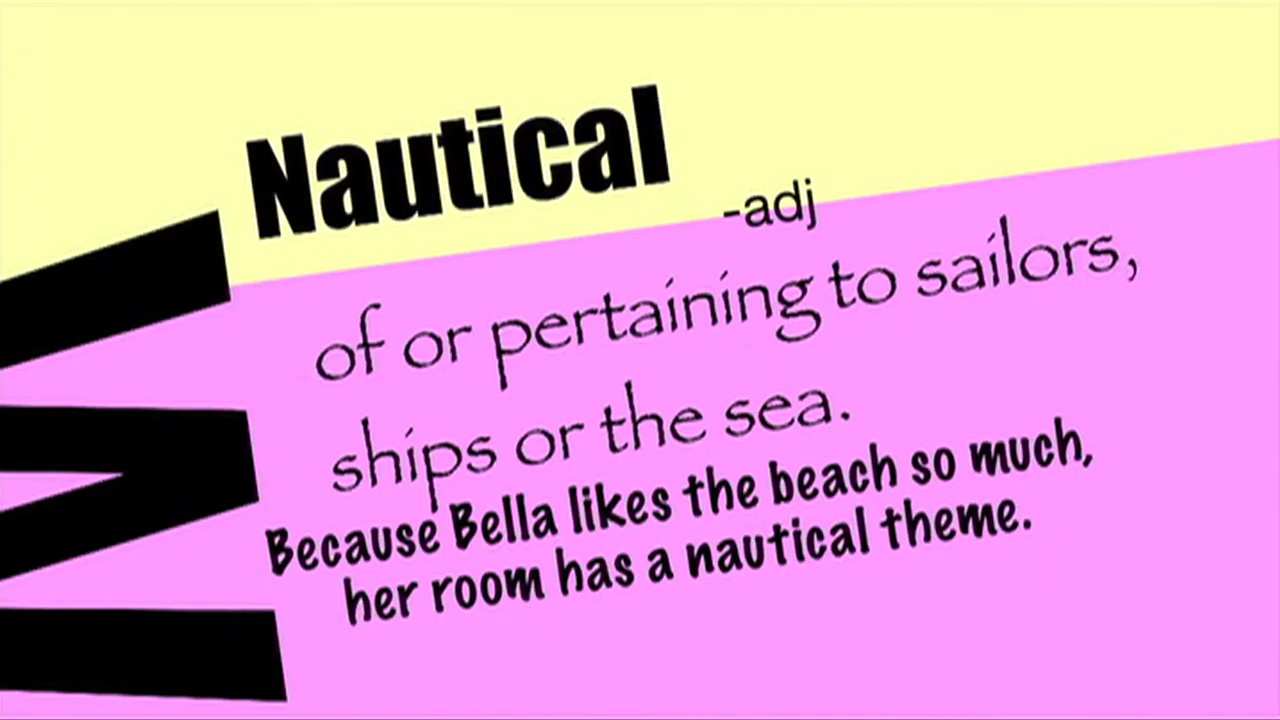 Nautical
-adj
of or pertaining to sailors,
ships or the sea.
Because Bella likes the beach so much,
her room has a nautical theme.
N